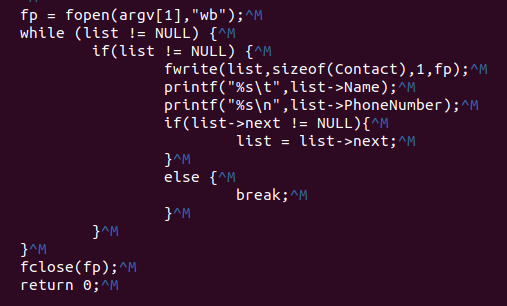 ^M
fp = fopen(argv[1],"wb");^M
while (list != NULL) {^M
        if(list != NULL) {^M
                fwrite(list,sizeof(Contact),1,fp);^M
                printf("%s\t",list->Name);^M
                printf("%s\n",list->PhoneNumber);^M
                if(list->next != NULL){^M
                        list = list->next;^M
                }^M
                else {^M
                        break;^M
                }^M
        }^M
}^M
fclose(fp);^M
return 0;^M